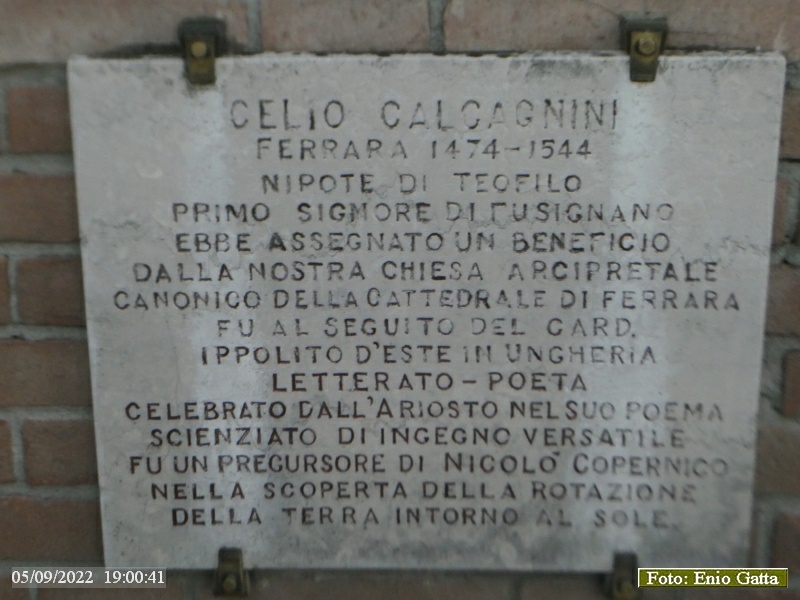 CELIO CALCAGNINI
FERRARA 1474-1544
NIPOTE DI TEOFILO
PRIMO SIGNORE DI FUSIGNANO
EBBE ASSEGNATO UN BENEFICIO
DALLA NOSTRA CHIESA ARCIPRETALE
CANONICO DELLA CATTEDRALE DI FERRARA
FU AL SEGUITO DEL CARD.
IPPOLITO D'ESTE IN UNGHERIA
LETTERATO - POETA
CELEBRATO DALL'ARIOSTO NEL SUO POEMA
SCIENZIATO DI INGEGNO VERSATILE
FU UN PRECURSORE DI NICOLO' COPERNICO
NELLA SCOPERTA DELLA ROTAZIONE
DELLA TERRA INTORNO AL SOLE.
05/09/2022 19:00:41
Foto: Enio Gatta